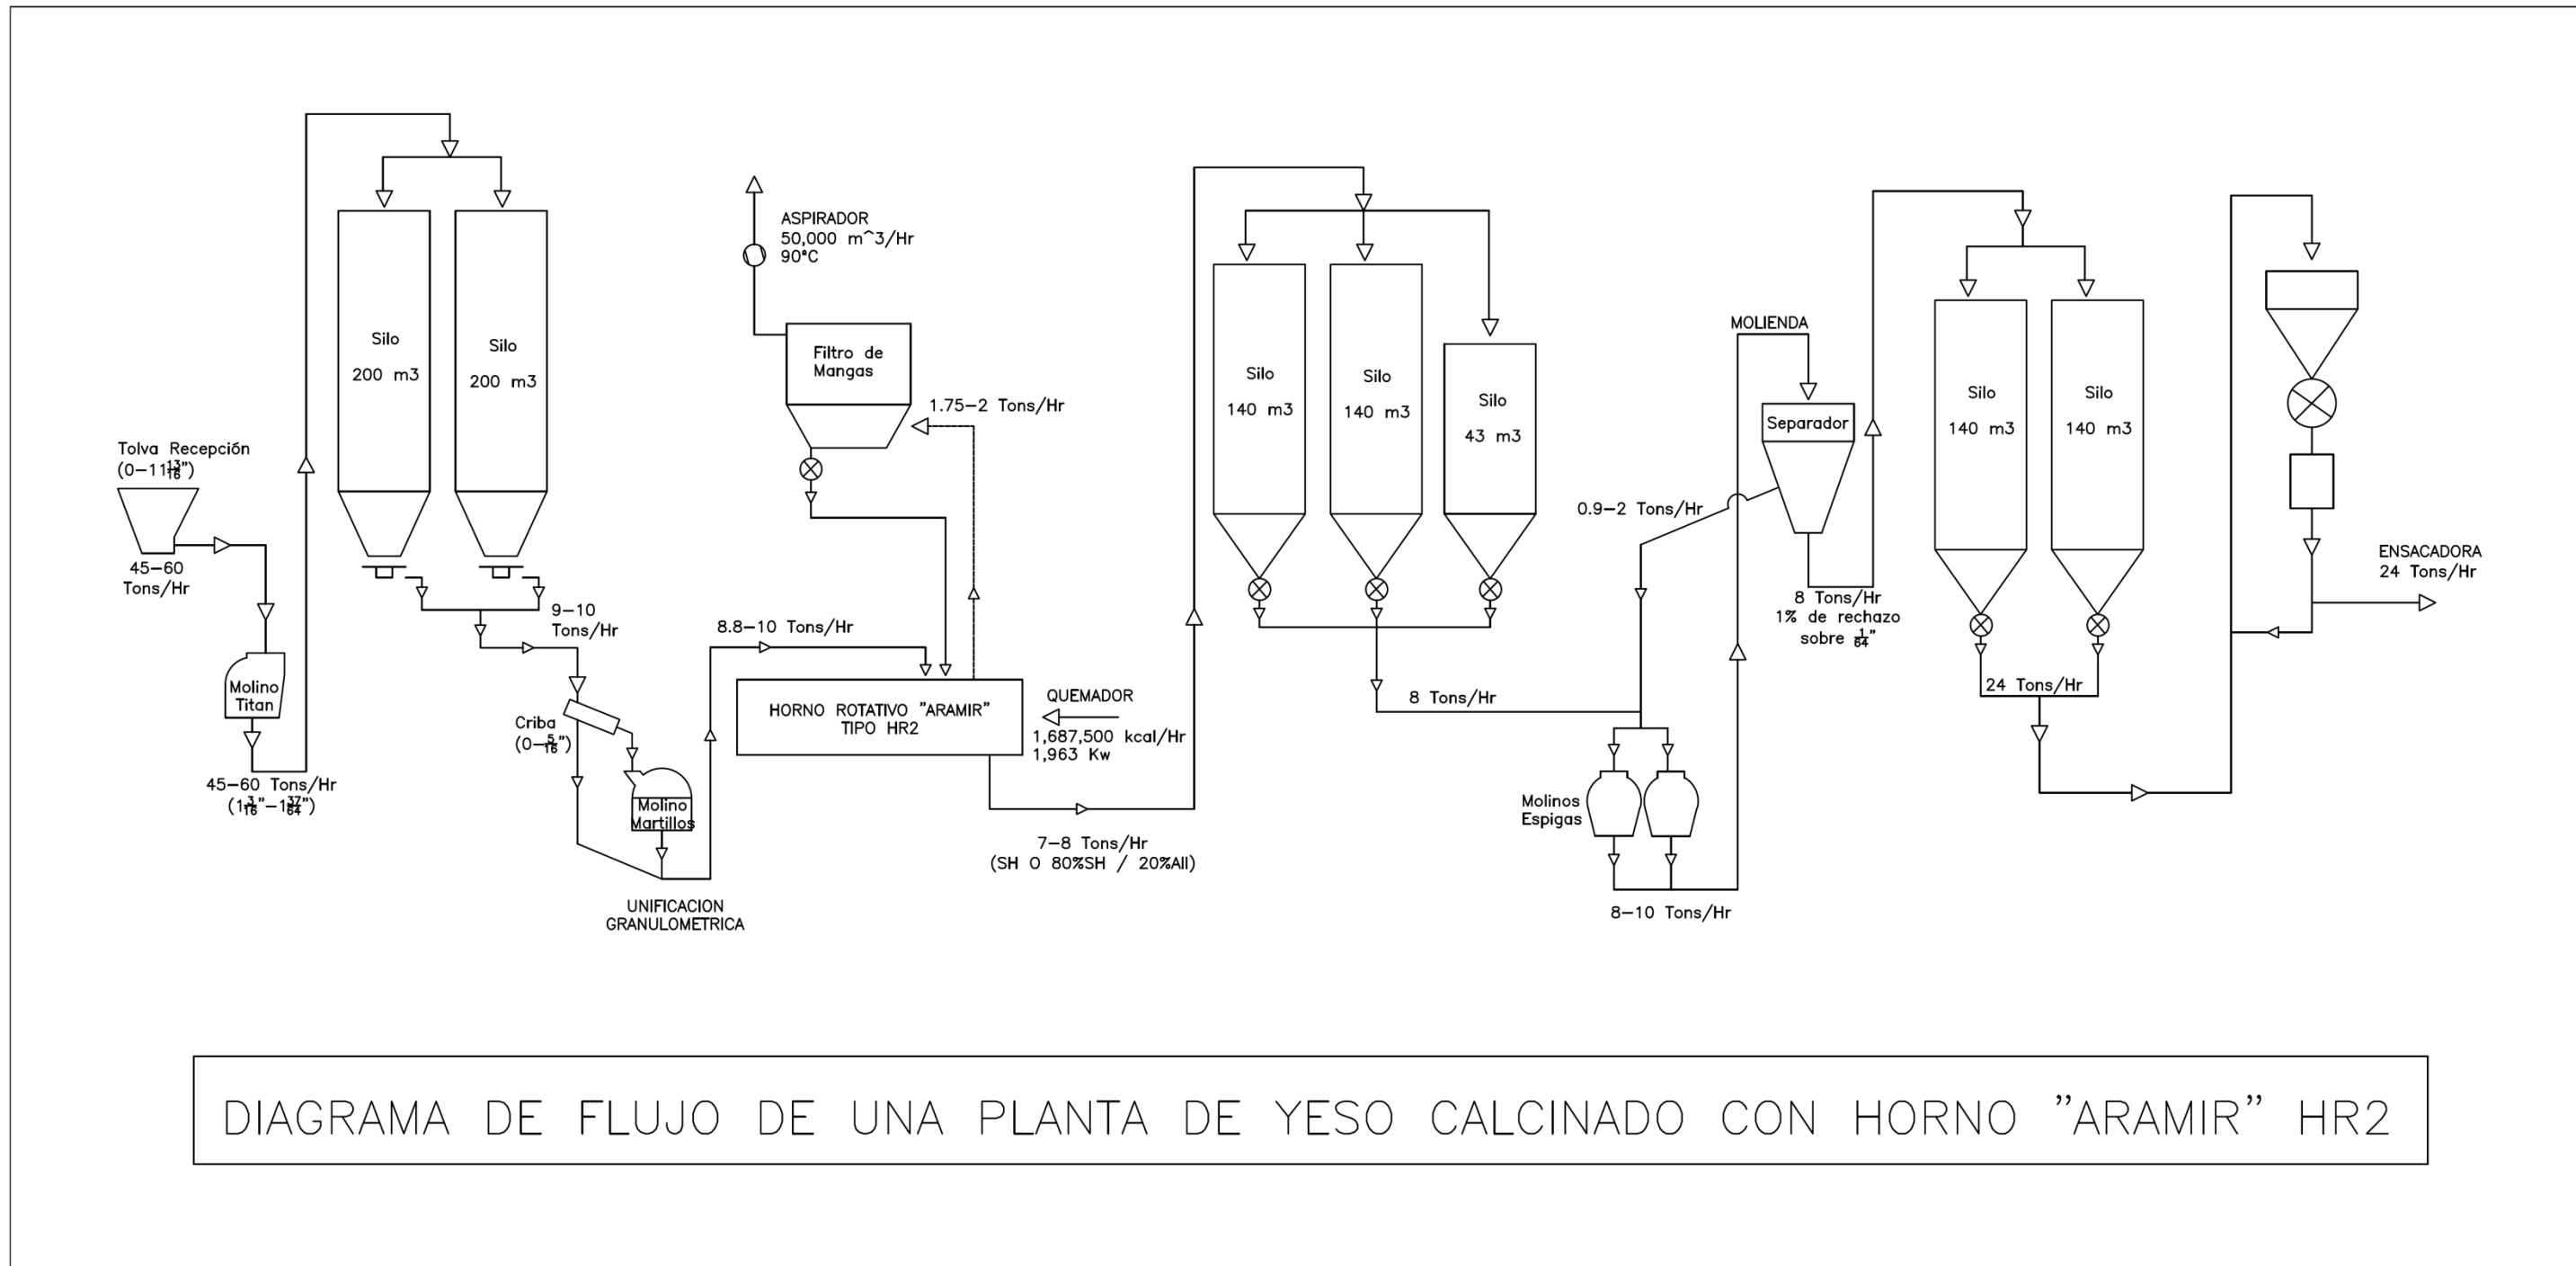 Tolva Recepción
(0-11 13/16")
45-60
Tons/Hr
Molino
Titan
45-60 Tons/Hr
(1 3/16"-1 37/64")
Silo
200 m3
Silo
200 m3
9-10
Tons/Hr
Criba
(0-5/16")
Molino
Martillos
UNIFICACION
GRANULOMETRICA
8.8-10 Tons/Hr
ASPIRADOR
50,000 m^3/Hr
90°C
Filtro de
Mangas
1.75-2 Tons/Hr
HORNO ROTATIVO "ARAMIR"
TIPO HR2
QUEMADOR
1,687,500 kcal/Hr
1,963 Kw
7-8 Tons/Hr
(SH O 80%SH / 20%AII)
Silo
140 m3
Silo
140 m3
Silo
43 m3
8 Tons/Hr
0.9-2 Tons/Hr
Molinos
Espigas
8-10 Tons/Hr
MOLIENDA
Separador
8 Tons/Hr
1% de rechazo
sobre 1/64"
Silo
140 m3
Silo
140 m3
24 Tons/Hr
ENSACADORA
24 Tons/Hr
DIAGRAMA DE FLUJO DE UNA PLANTA DE YESO CALCINADO CON HORNO "ARAMIR" HR2